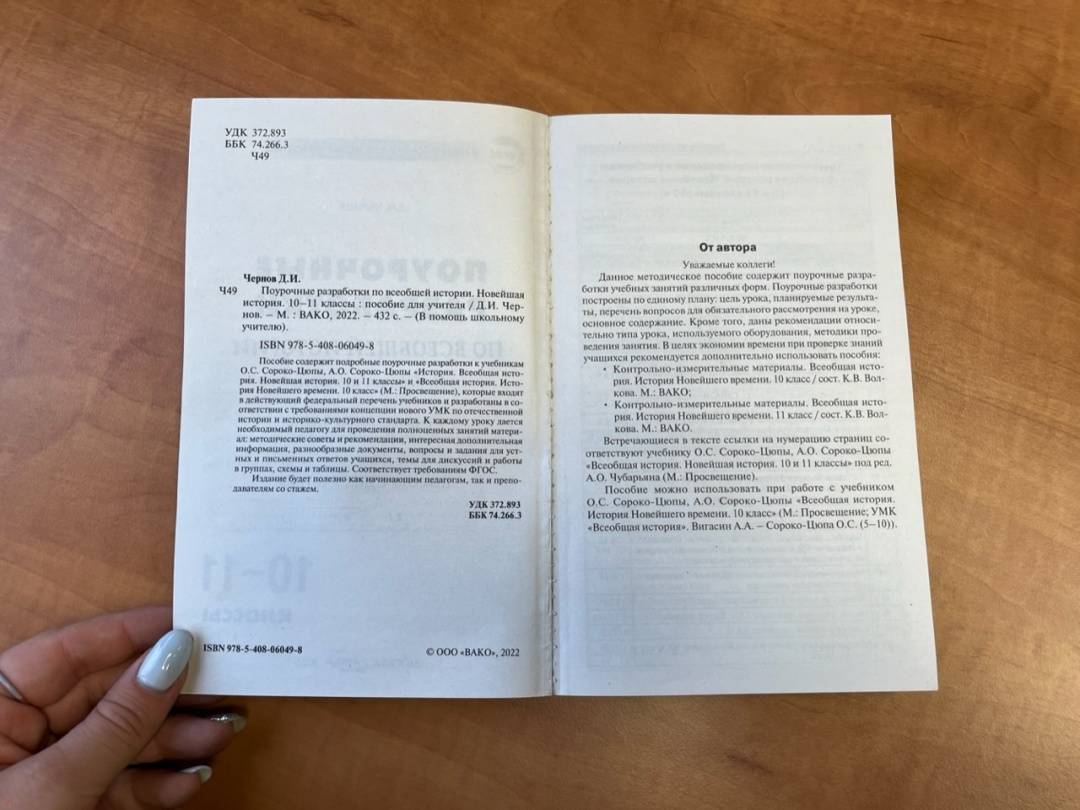 УДК 372.893
ББК 74.266.3
Ч49
Чернов Д.И.
Ч49 Поурочные разработки по всеобщей истории. Новейшая
история. 10–11 классы : пособие для учителя / Д.И. Чер-
нов. – М. : ВАКО, 2022. – 432 с. – (В помощь школьному
учителю).
ISBN 978-5-408-06049-8
Пособие содержит подробные поурочные разработки к учебникам
О.С. Сороко-Цюпы, А.О. Сороко-Цюпы «История. Всеобщая исто-
рия. Новейшая история. 10 и 11 классы» и «Всеобщая история. Исто-
рия Новейшего времени. 10 класс» (М.: Просвещение), которые входят
в действующий федеральный перечень учебников и разработаны в со-
ответствии с требованиями концепции нового УМК по отечественной
истории и историко-культурного стандарта. К каждому уроку дается
необходимый педагогу для проведения полноценных занятий матери-
ал: методические советы и рекомендации, интересная дополнительная
информация, разнообразные документы, вопросы и задания для уст-
ных и письменных ответов учащихся, темы для дискуссий и работы
в группах, схемы и таблицы. Соответствует требованиям ФГОС.
Издание будет полезно как начинающим педагогам, так и препо-
давателям со стажем.
УДК 372.893
ББК 74.266.3
ISBN 978-5-408-06049-8
© ООО «ВАКО», 2022
От автора
Уважаемые коллеги!
Данное методическое пособие содержит поурочные разра-
ботки учебных занятий различных форм. Поурочные разработки
построены по единому плану: цель урока, планируемые результа-
ты, перечень вопросов для обязательного рассмотрения на уроке,
основное содержание. Кроме того, даны рекомендации относи-
тельно типа урока, используемого оборудования, методики про-
ведения занятия. В целях экономии времени при проверке знаний
учащихся рекомендуется дополнительно использовать пособия:
• Контрольно-измерительные материалы. Всеобщая исто-
рия. История Новейшего времени. 10 класс / сост. К.В. Вол-
кова. М.: ВАКО;
• Контрольно-измерительные материалы. Всеобщая исто-
рия. История Новейшего времени. 11 класс / сост. К.В. Вол-
кова. М.: ВАКО.
Встречающиеся в тексте ссылки на нумерацию страниц со-
ответствуют учебнику О.С. Сороко-Цюпы, А.О. Сороко-Цюпы
«Всеобщая история. Новейшая история. 10 и 11 классы» под ред.
А.О. Чубарьяна (М.: Просвещение).
Пособие можно использовать при работе с учебником
О.С. Сороко-Цюпы, А.О. Сороко-Цюпы «Всеобщая история.
История Новейшего времени. 10 класс» (М.: Просвещение; УМК
«Всеобщая история». Вигасин А.А. – Сороко-Цюпа О.С. (5–10)).